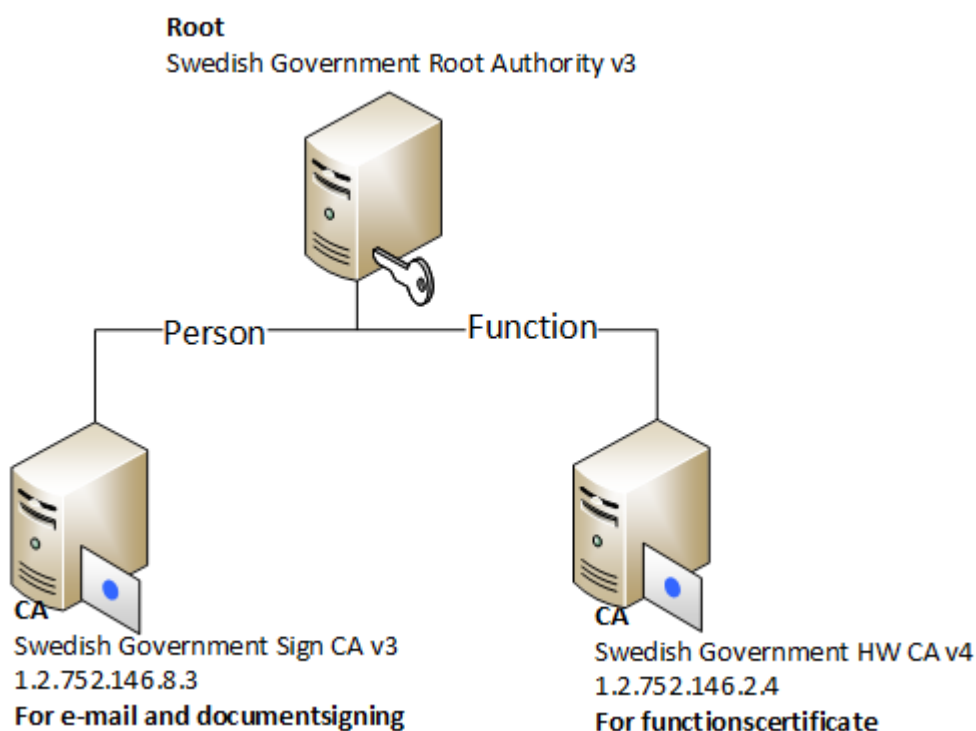 Root
Swedish Government Root Authority v3
Person
Function
CA
Swedish Government Sign CA v3
1.2.752.146.8.3
For e-mail and documentsigning
CA
Swedish Government HW CA v4
1.2.752.146.2.4
For functionscertificate